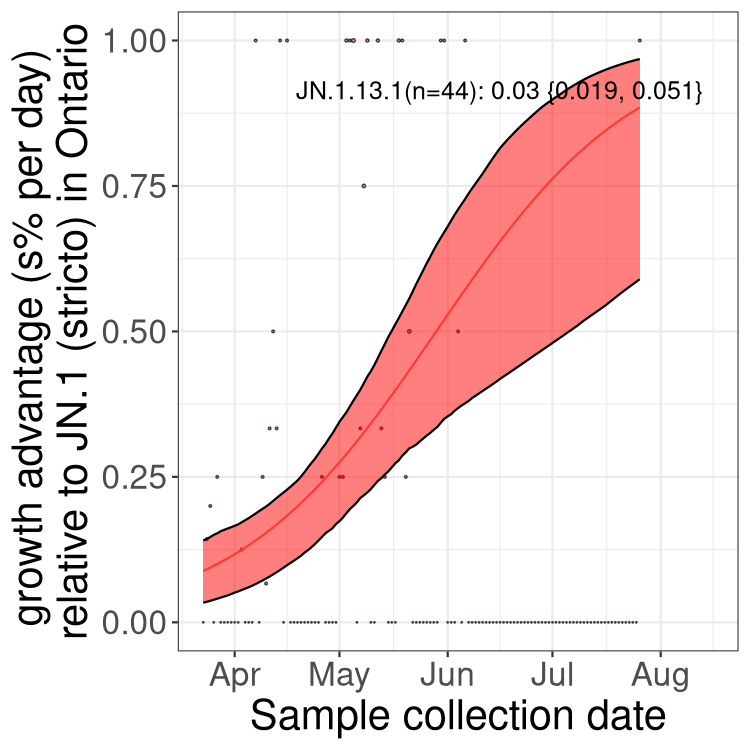 growth advantage (s% per day)
relative to JN.1 (stricto) in Ontario
1.00
0.75
0.50
0.25
0.00
JN.1.13.1(n=44): 0.03 {0.019, 0.051}
Apr May Jun Jul Aug
Sample collection date